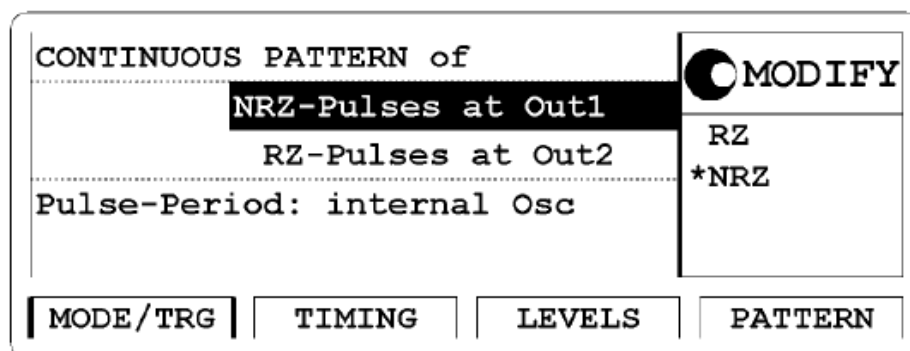 CONTINUOUS PATTERN of
NRZ-Pulses at Out1
RZ-Pulses at Out2
Pulse-Period: internal Osc
MODIFY
RZ
*NRZ
MODE/TRG
TIMING
LEVELS
PATTERN